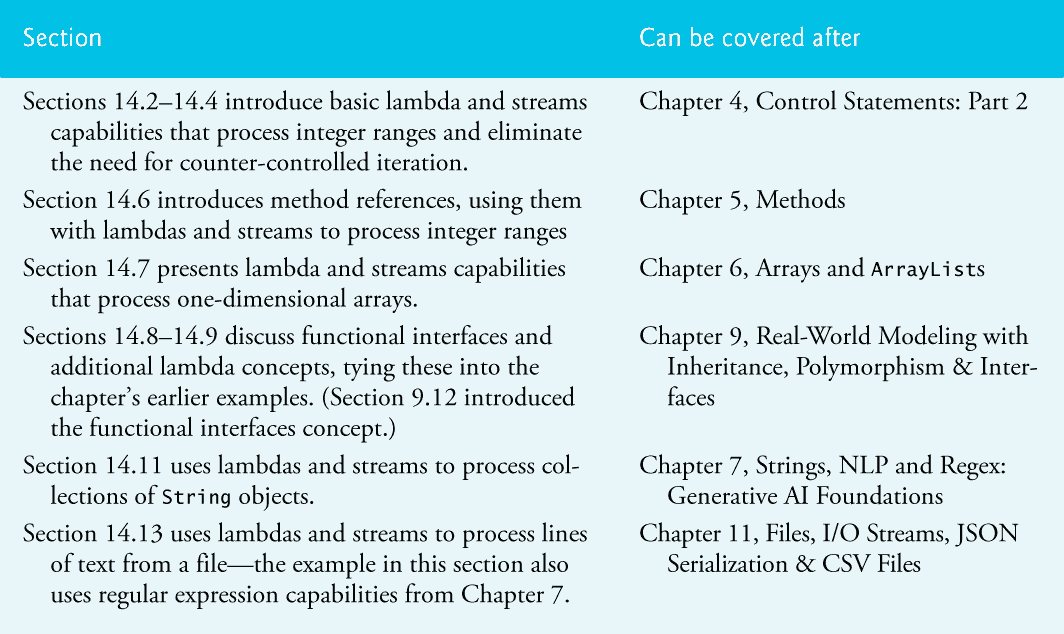 Section Can be covered after
Sections 14.2–14.4 introduce basic lambda and streams Chapter 4, Control Statements: Part 2
capabilities that process integer ranges and eliminate
the need for counter-controlled iteration.
Section 14.6 introduces method references, using them Chapter 5, Methods
with lambdas and streams to process integer ranges
Section 14.7 presents lambda and streams capabilities Chapter 6, Arrays and ArrayLists
that process one-dimensional arrays.
Sections 14.8–14.9 discuss functional interfaces and Chapter 9, Real-World Modeling with
additional lambda concepts, tying these into the Inheritance, Polymorphism & Inter-
chapter’s earlier examples. (Section 9.12 introduced faces
the functional interfaces concept.)
Section 14.11 uses lambdas and streams to process col- Chapter 7, Strings, NLP and Regex:
lections of String objects. Generative AI Foundations
Section 14.13 uses lambdas and streams to process lines Chapter 11, Files, I/O Streams, JSON
of text from a file—the example in this section also Serialization & CSV Files
uses regular expression capabilities from Chapter 7.